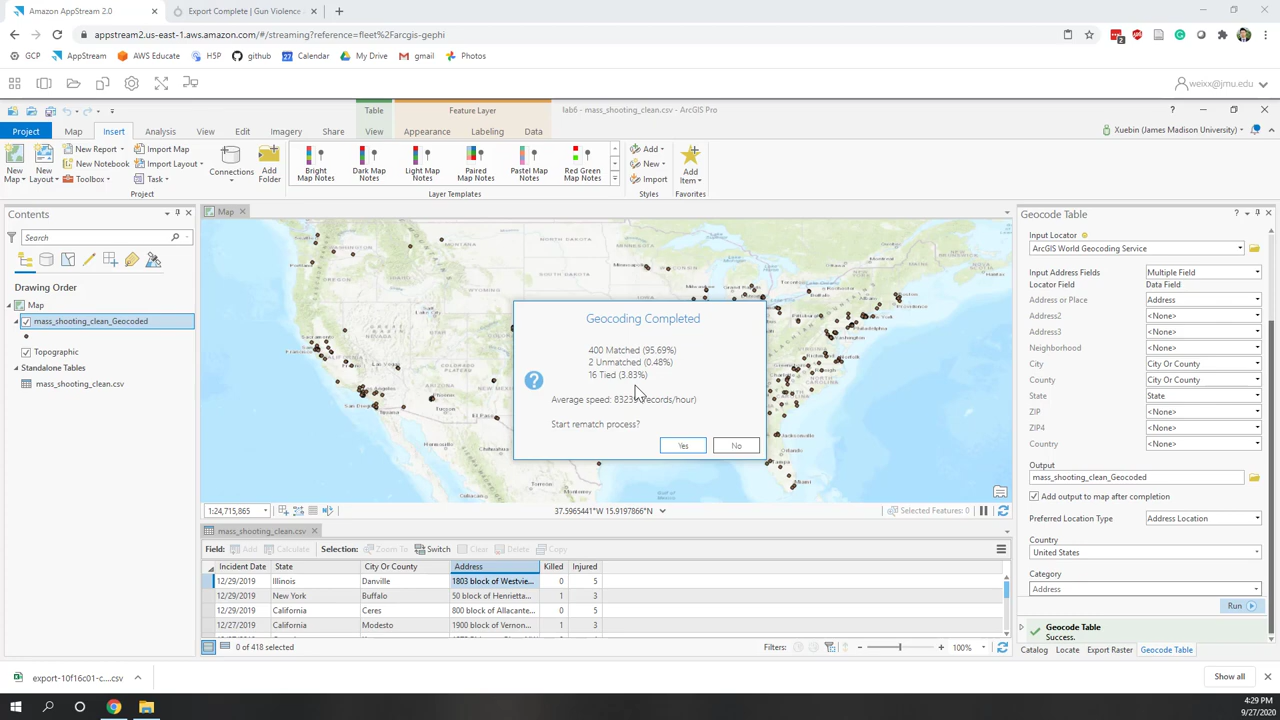 Amazon AppStream 2.0
Export Complete | Gun Violence
appstream2.us-east-1.aws.amazon.com/#/streaming?reference=fleet%2Farcgis-gephi
GCP
AppStream
AWS Educate
H5P
github
Calendar
My Drive
gmail
Photos
weixx@jmu.edu
Table
Feature Layer
lab6 - mass_shooting_clean.csv - ArcGIS Pro
Project
Map
Insert
Analysis
View
Edit
Imagery
Share
View
Appearance
Labeling
Data
Xuebin (James Madison University)
New Map
New Layout
New Report
New Notebook
Toolbox
Import Map
Import Layout
Task
Connections
Add Folder
Bright Map Notes
Dark Map Notes
Light Map Notes
Paired Map Notes
Pastel Map Notes
Red Green Map Notes
Add
New
Import
Add Item
Project
Layer Templates
Styles
Favorites
Contents
Search
Drawing Order
Map
mass_shooting_clean_Geocoded
Topographic
Standalone Tables
mass_shooting_clean.csv
Map
Geocoding Completed
400 Matched (95.69%)
2 Unmatched (0.48%)
16 Tied (3.83%)
Start rematch process?
Yes
No
1:24,715,865
37.5965441°W 15.9197866°N
Selected Features: 0
mass_shooting_clean.csv
Field: Add Calculate Selection: Zoom To Switch Clear Delete Copy
Incident Date State City Or County Address Killed Injured
12/29/2019 Illinois Danville 1803 block of Westvie... 0 5
12/29/2019 New York Buffalo 50 block of Henrietta... 1 3
12/29/2019 California Ceres 800 block of Allacante... 0 5
12/27/2019 California Modesto 1900 block of Vernon... 1 3
0 of 418 selected
Filters:
100%
Geocode Table
Input Locator
ArcGIS World Geocoding Service
Input Address Fields Multiple Field
Locator Field Data Field
Address or Place Address
Address2 <None>
Address3 <None>
Neighborhood <None>
City City Or County
County City Or County
State State
ZIP <None>
ZIP4 <None>
Country <None>
Output
mass_shooting_clean_Geocoded
Add output to map after completion
Preferred Location Type Address Location
Country
United States
Category
Address
Run
Geocode Table
Success.
Catalog
Locate
Export Raster
Geocode Table
export-10f16c01-c....csv
Show all
4:29 PM
9/27/2020